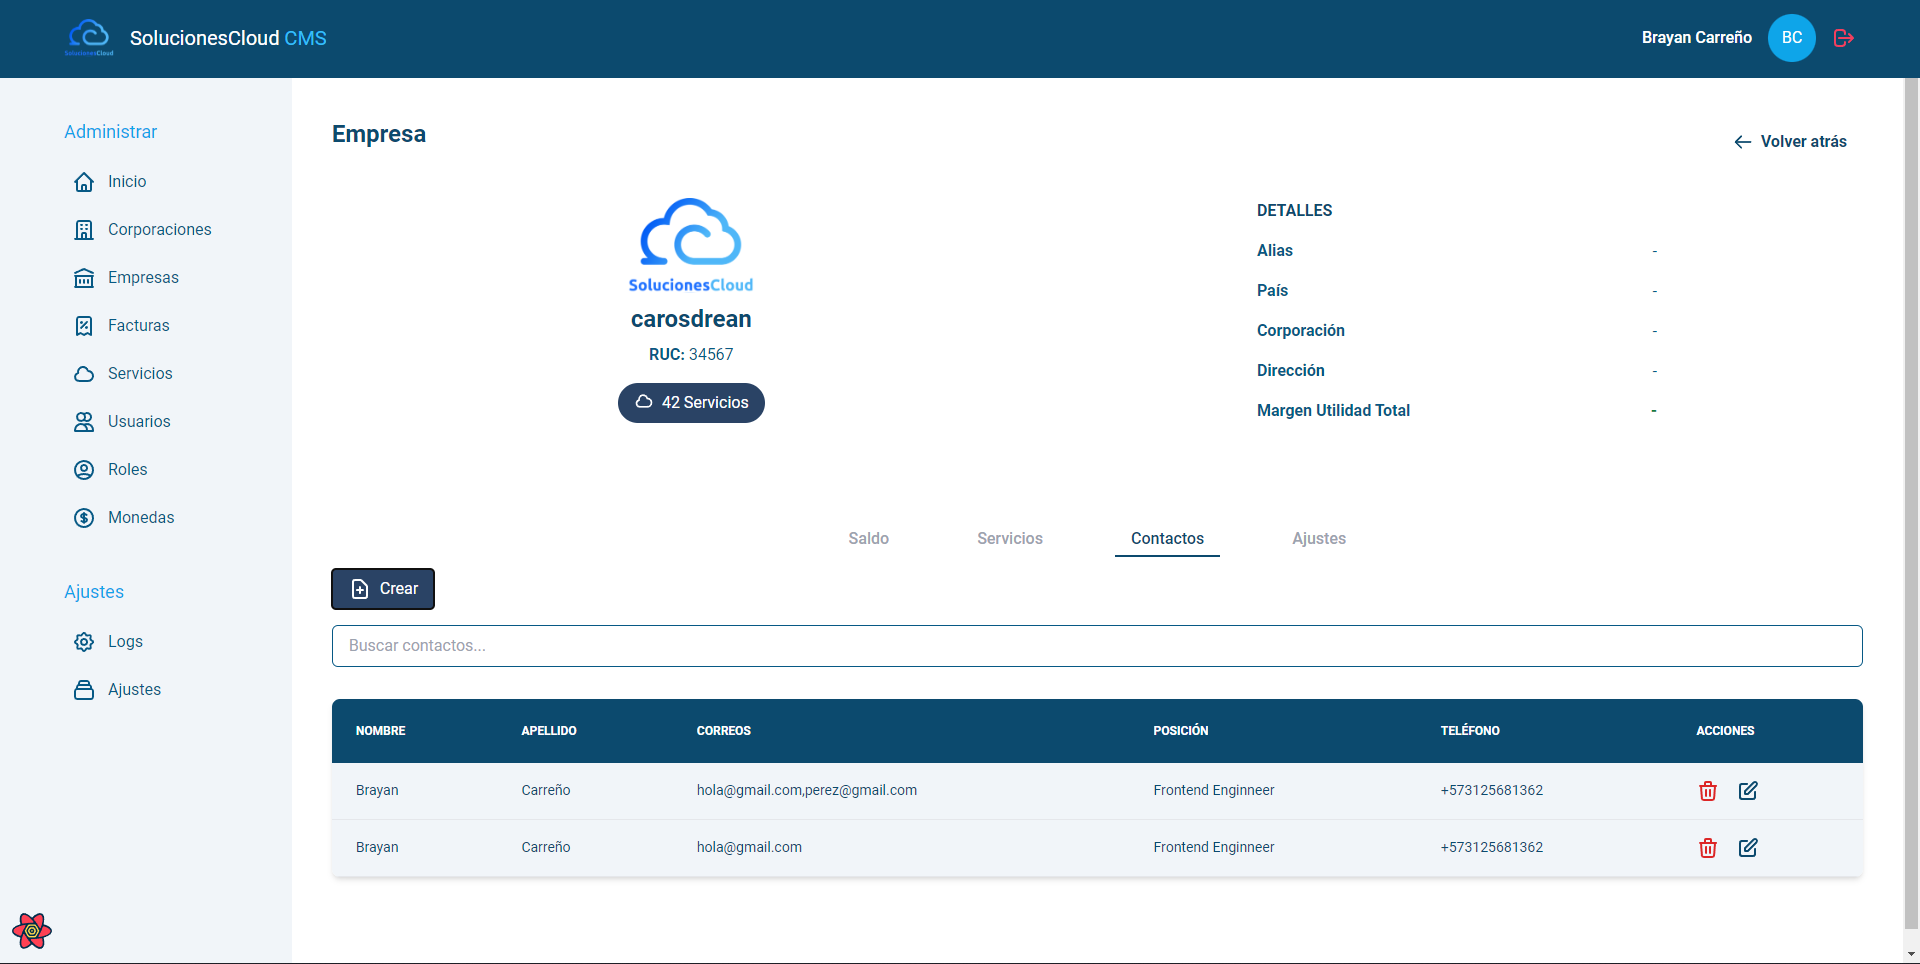 SolucionesCloud
SolucionesCloud CMS
Brayan Carreño
BC
Administrar
Inicio
Corporaciones
Empresas
Facturas
Servicios
Usuarios
Roles
Monedas
Ajustes
Logs
Ajustes
Empresa
Volver atrás
SolucionesCloud
carosdrean
RUC: 34567
42 Servicios
DETALLES
Alias -
País -
Corporación -
Dirección -
Margen Utilidad Total -
Saldo Servicios Contactos Ajustes
Crear
Buscar contactos...
NOMBRE APELLIDO CORREOS POSICIÓN TELÉFONO ACCIONES
Brayan Carreño hola@gmail.com,perez@gmail.com Frontend Enginneer +573125681362
Brayan Carreño hola@gmail.com Frontend Enginneer +573125681362